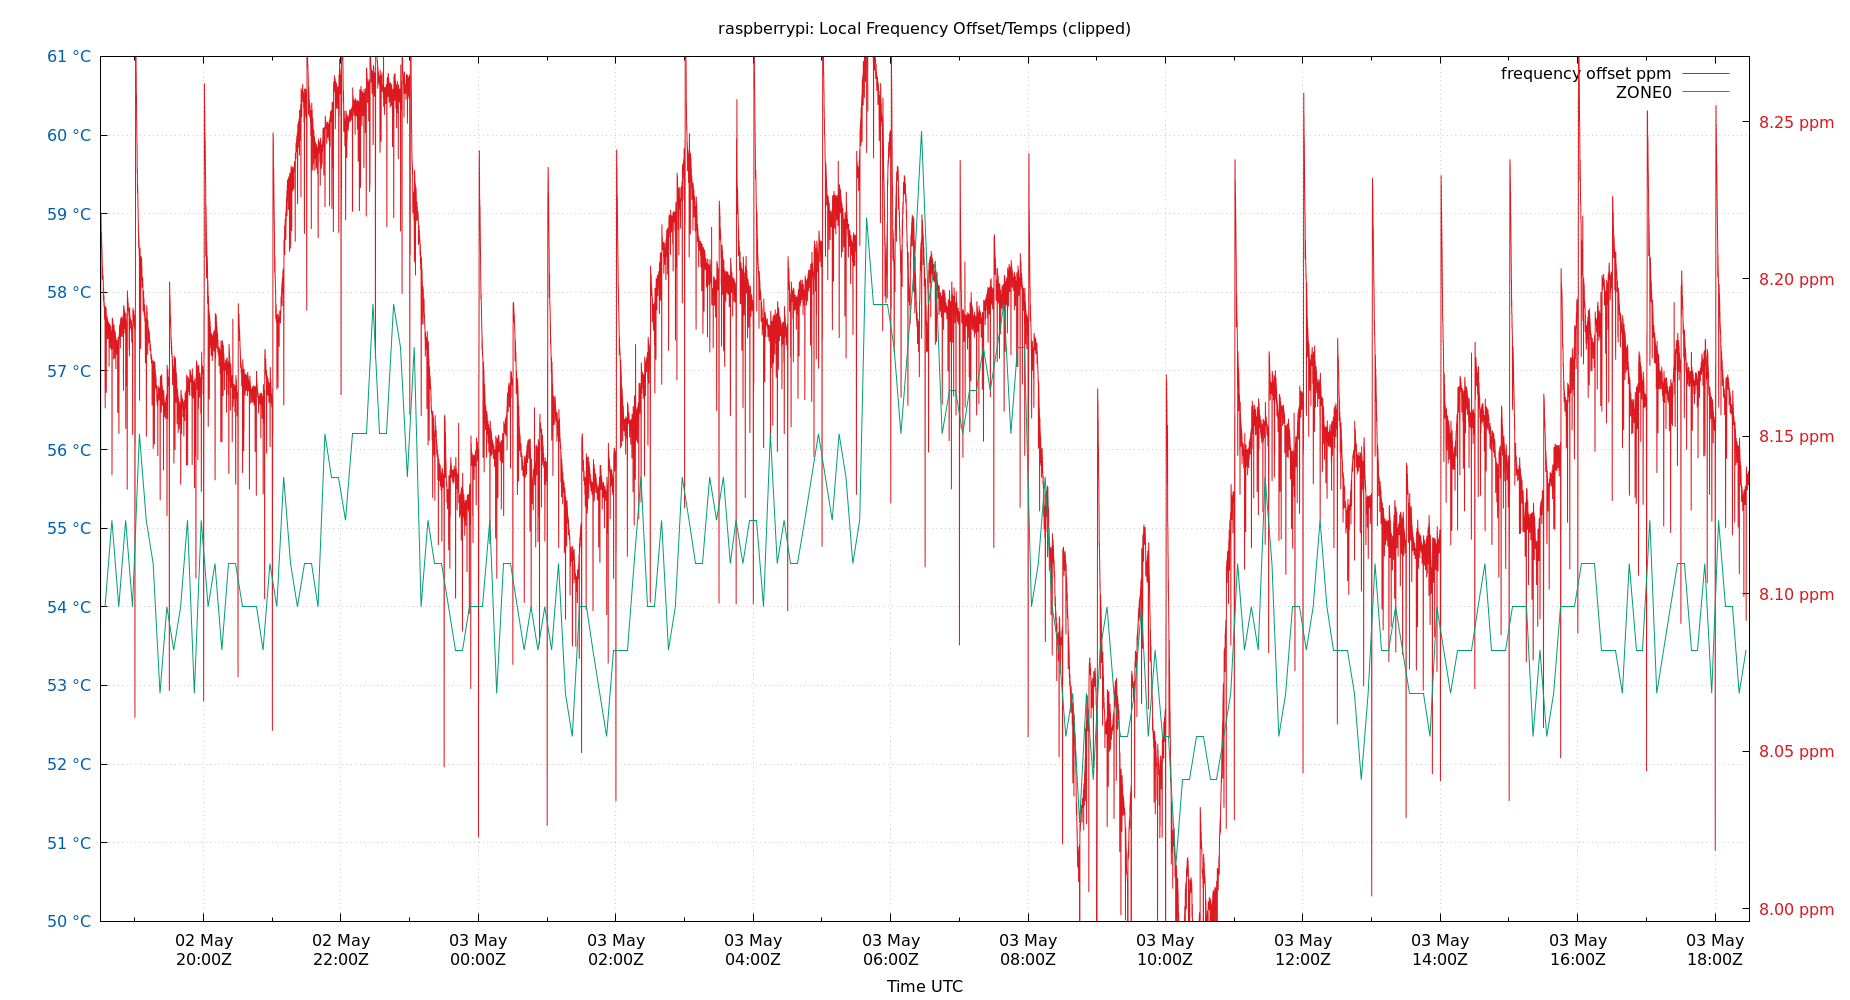 raspberrypi: Local Frequency Offset/Temps (clipped)
61 °C
60 °C
59 °C
58 °C
57 °C
56 °C
55 °C
54 °C
53 °C
52 °C
51 °C
50 °C
frequency offset ppm
ZONE0
8.25 ppm
8.20 ppm
8.15 ppm
8.10 ppm
8.05 ppm
8.00 ppm
02 May 02 May 03 May 03 May 03 May 03 May 03 May 03 May 03 May 03 May 03 May 03 May
20:00Z 22:00Z 00:00Z 02:00Z 04:00Z 06:00Z 08:00Z 10:00Z 12:00Z 14:00Z 16:00Z 18:00Z
Time UTC